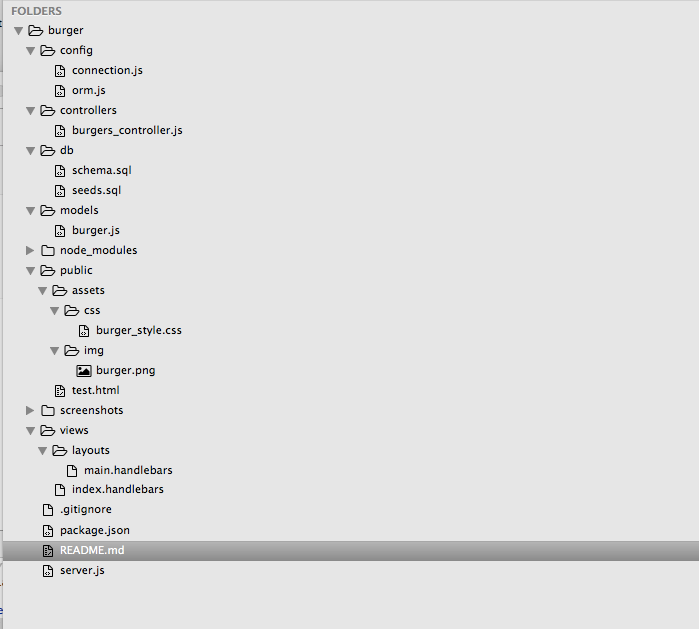 FOLDERS
burger
config
connection.js
orm.js
controllers
burgers_controller.js
db
schema.sql
seeds.sql
models
burger.js
node_modules
public
assets
css
burger_style.css
img
burger.png
test.html
screenshots
views
layouts
main.handlebars
index.handlebars
.gitignore
package.json
README.md
server.js